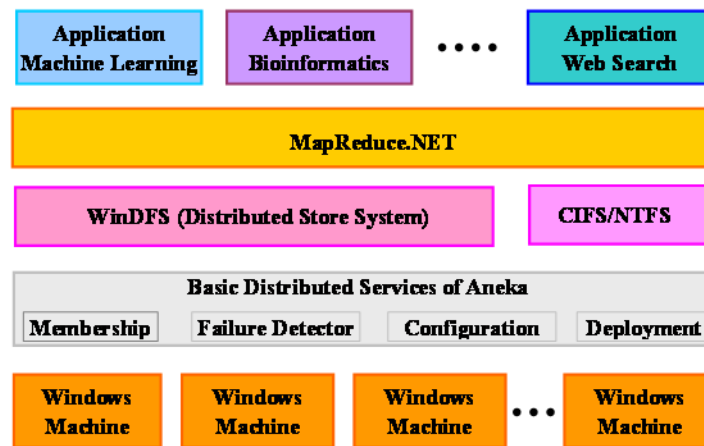 Application
Machine Learning
Application
Bioinformatics
Application
Web Search
MapReduce.NET
WinDFS (Distributed Store System)
CIFS/NTFS
Basic Distributed Services of Aneka
Membership
Failure Detector
Configuration
Deployment
Windows
Machine
Windows
Machine
Windows
Machine
Windows
Machine